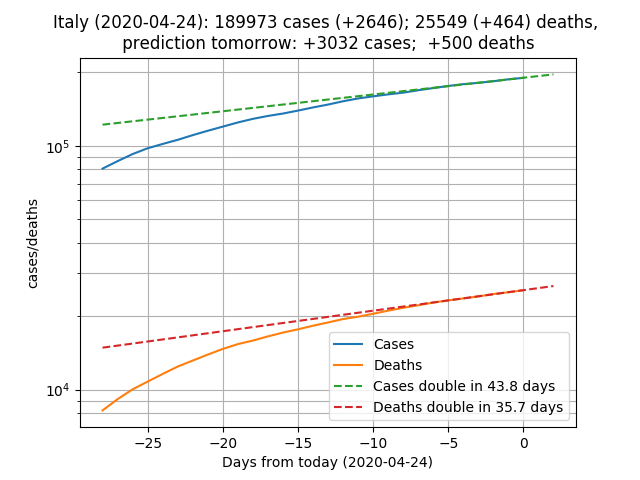 Italy (2020-04-24): 189973 cases (+2646); 25549 (+464) deaths,
prediction tomorrow: +3032 cases;  +500 deaths
cases/deaths
10⁵
10⁴
Cases
Deaths
Cases double in 43.8 days
Deaths double in 35.7 days
−25 −20 −15 −10 −5 0
Days from today (2020-04-24)